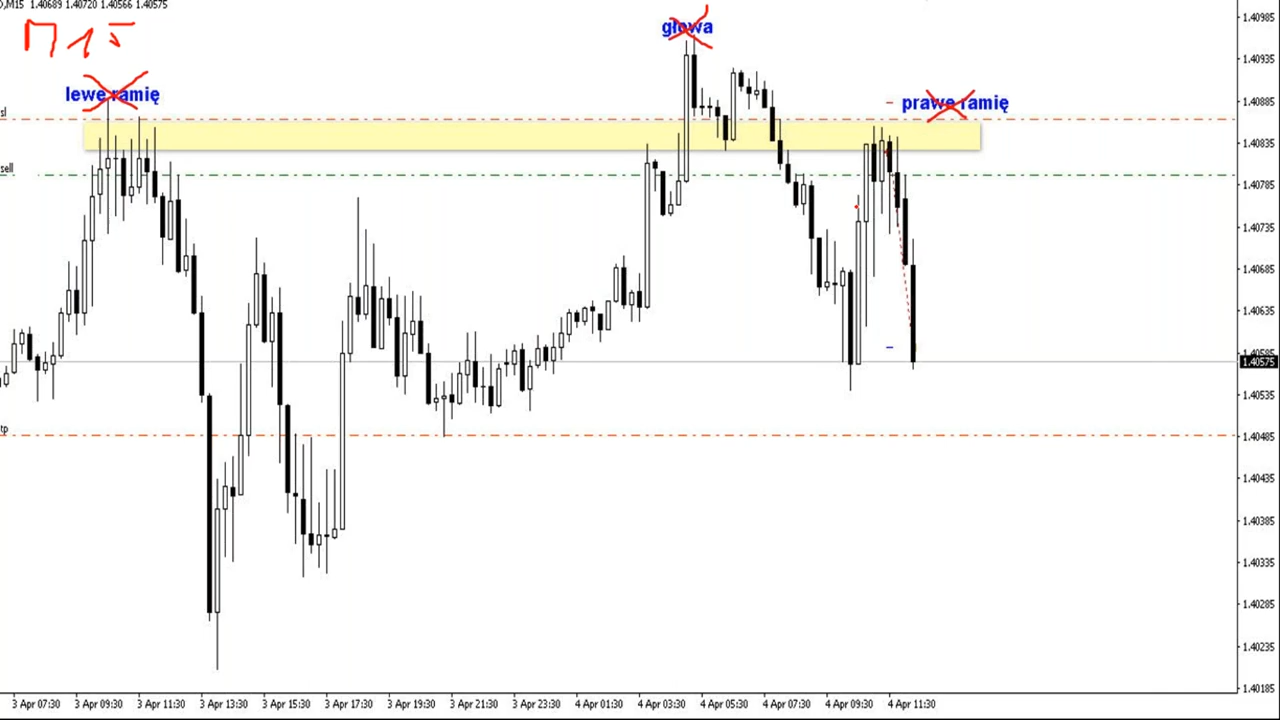 ,M15 1.40689 1.40720 1.40566 1.40575
M15
głowa
lewe ramię
prawe ramię
sl
sell
tp
1.40985
1.40935
1.40885
1.40835
1.40785
1.40735
1.40685
1.40635
1.40585
1.40575
1.40535
1.40485
1.40435
1.40385
1.40335
1.40285
1.40235
1.40185
3 Apr 07:30 3 Apr 09:30 3 Apr 11:30 3 Apr 13:30 3 Apr 15:30 3 Apr 17:30 3 Apr 19:30 3 Apr 21:30 3 Apr 23:30 4 Apr 01:30 4 Apr 03:30 4 Apr 05:30 4 Apr 07:30 4 Apr 09:30 4 Apr 11:30